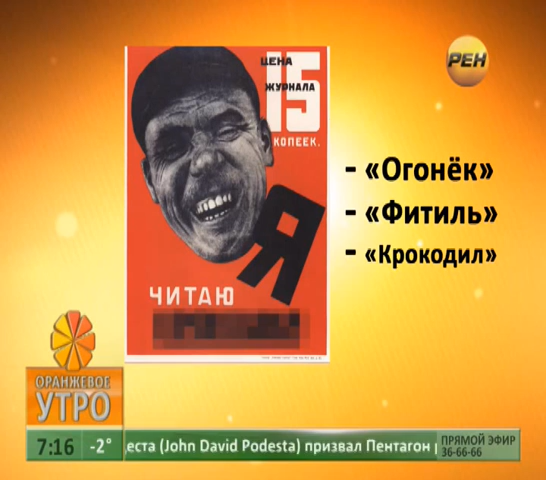 РЕН
ЦЕНА
15
ЖУРНАЛА
КОПЕЕК.
Я
ЧИТАЮ
- «Огонёк»
- «Фитиль»
- «Крокодил»
ОРАНЖЕВОЕ
УТРО
7:16
-2°
еста (John David Podesta) призвал Пентагон
ПРЯМОЙ ЭФИР
36-66-66